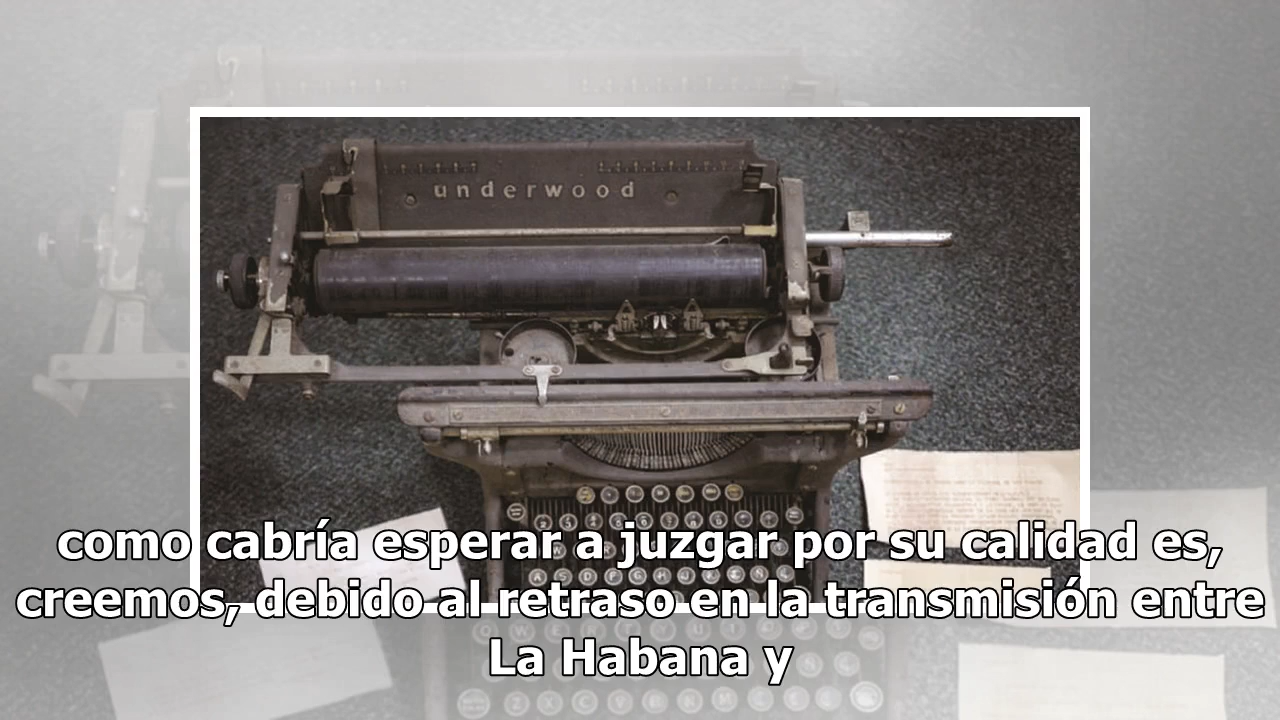 underwood
como cabría esperar a juzgar por su calidad es,
creemos, debido al retraso en la transmisión entre
La Habana y